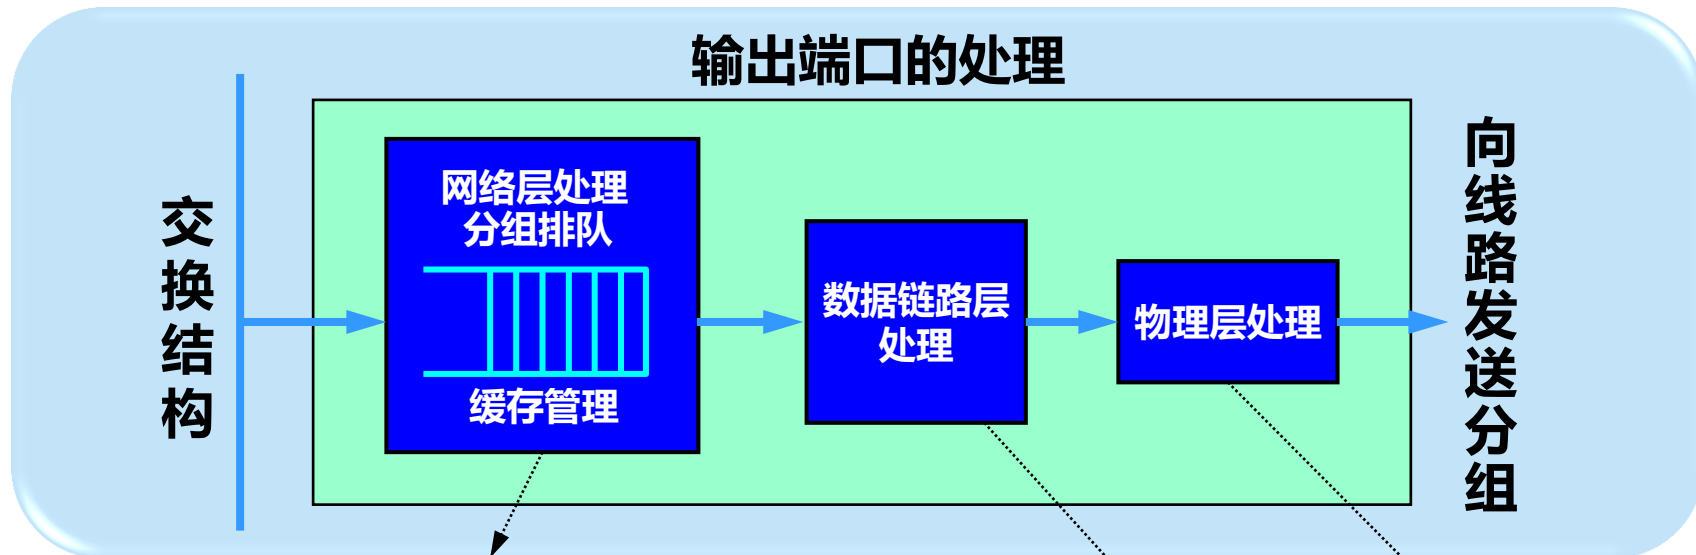 输出端口的处理
交换结构
网络层处理
分组排队
缓存管理
数据链路层
处理
物理层处理
向线路发送分组